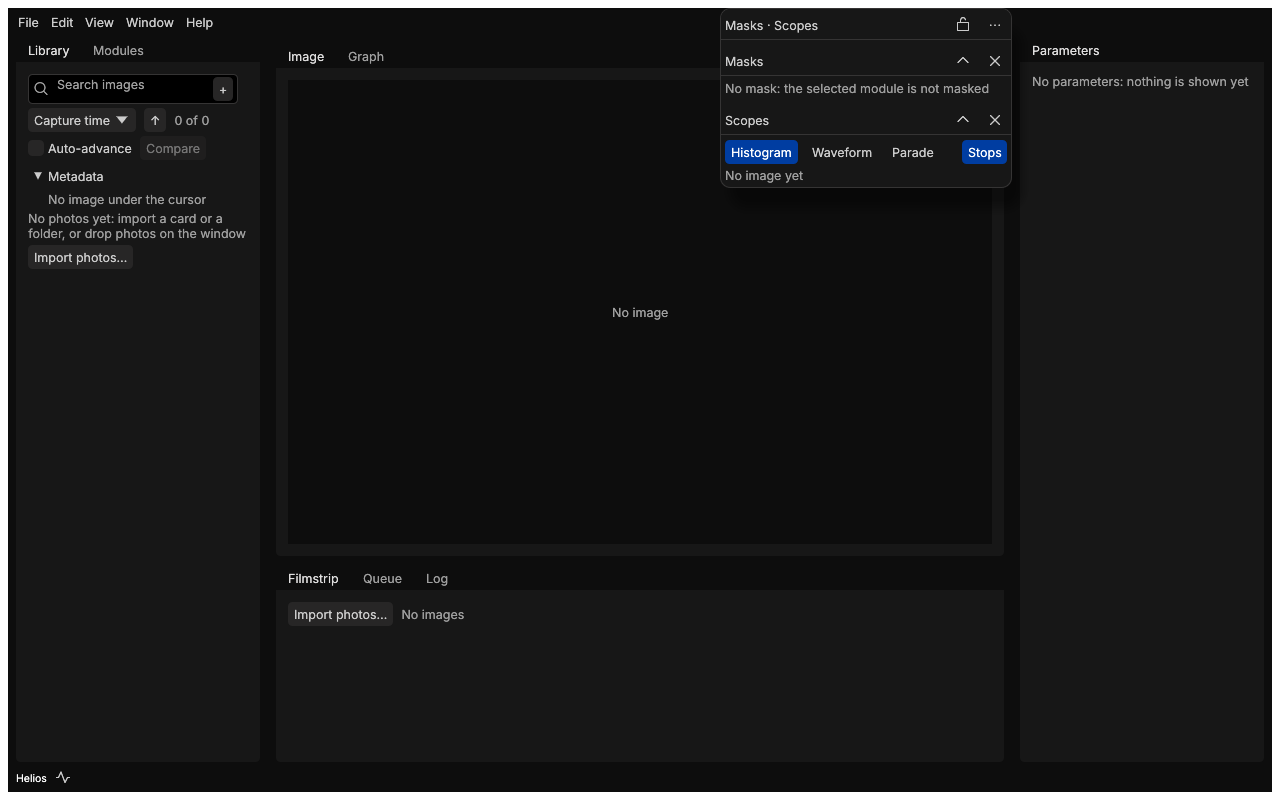 File Edit View Window Help
Library Modules
Search images
+
Capture time 0 of 0
Auto-advance Compare
Metadata
No image under the cursor
No photos yet: import a card or a
folder, or drop photos on the window
Import photos...
Image Graph
No image
Masks · Scopes
Masks
No mask: the selected module is not masked
Scopes
Histogram Waveform Parade Stops
No image yet
Filmstrip Queue Log
Import photos... No images
Parameters
No parameters: nothing is shown yet
Helios